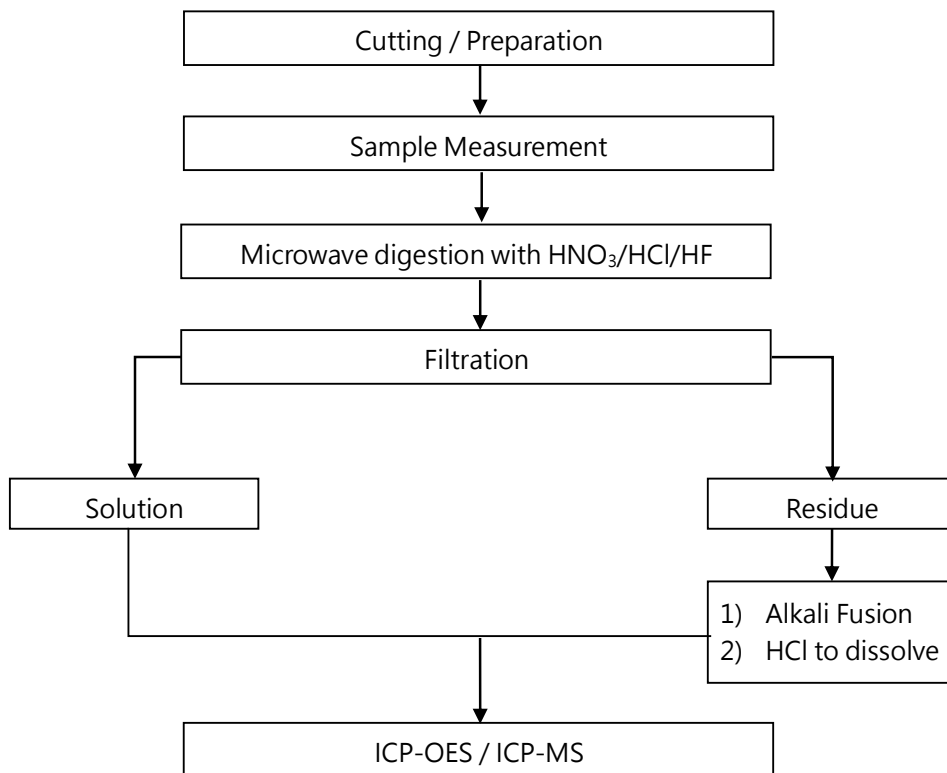 Cutting / Preparation
Sample Measurement
Microwave digestion with HNO₃/HCl/HF
Filtration
Solution
Residue
1) Alkali Fusion
2) HCl to dissolve
ICP-OES / ICP-MS